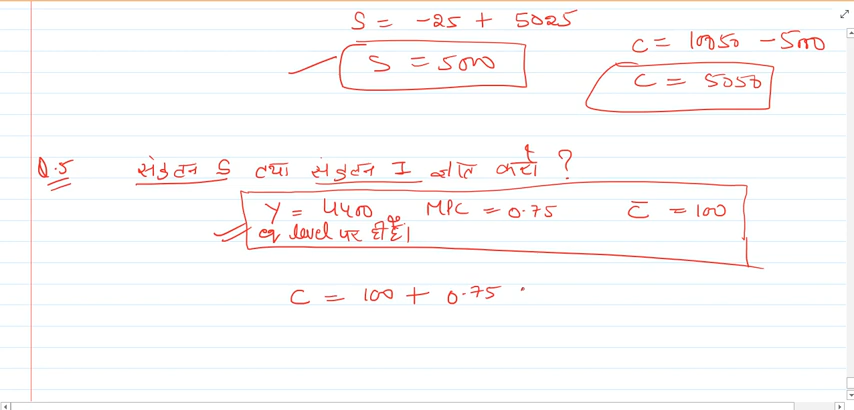 S = -25 + 5025
S = 5000
C = 10050 - 5000
C = 5050
Q.5 संतुलन S तथा संतुलन I ज्ञात करो ?
Y = 4400 MPC = 0.75 C̅ = 100
eq level पर ही है।
C = 100 + 0.75